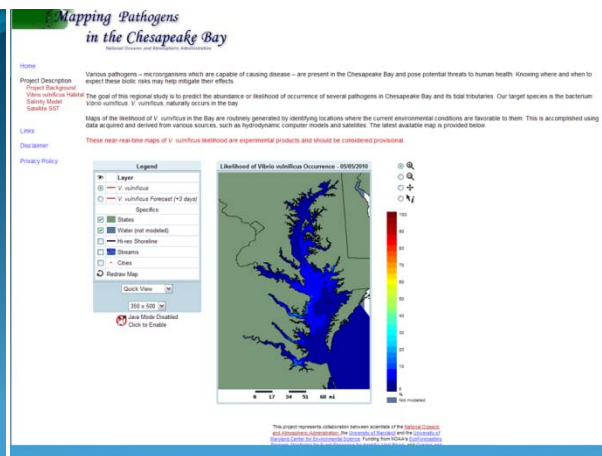 Mapping Pathogens
in the Chesapeake Bay
National Oceanic and Atmospheric Administration
Home
Project Description
Project Background
Vibrio vulnificus Habitat
Salinity Model
Satellite SST
Links
Disclaimer
Privacy Policy
Various pathogens – microorganisms which are capable of causing disease – are present in the Chesapeake Bay and pose potential threats to human health. Knowing where and when to
expect these biotic risks may help mitigate their effects.
The goal of this regional study is to predict the abundance or likelihood of occurrence of several pathogens in Chesapeake Bay and its tidal tributaries. Our target species is the bacterium
Vibrio vulnificus. V. vulnificus, naturally occurs in the bay.
Maps of the likelihood of V. vulnificus in the Bay are routinely generated by identifying locations where the current environmental conditions are favorable to them. This is accomplished using
data acquired and derived from various sources, such as hydrodynamic computer models and satellites. The latest available map is provided below.
These near-real-time maps of V. vulnificus likelihood are experimental products and should be considered provisional.
Legend
Layer
V. vulnificus
V. vulnificus Forecast (+3 days)
Specifics
States
Water (not modeled)
Hi-res Shoreline
Streams
Cities
Redraw Map
Quick View
350 x 500
Java Mode Disabled
Click to Enable
Likelihood of Vibrio vulnificus Occurrence - 05/05/2010
0 17 34 51 68 mi
100
90
80
70
60
50
40
30
20
10
0
%
Not modeled
This project represents collaboration between scientists of the National Oceanic
and Atmospheric Administration, the University of Maryland and the University of
Maryland Center for Environmental Science. Funding from NOAA's EcoForecasting